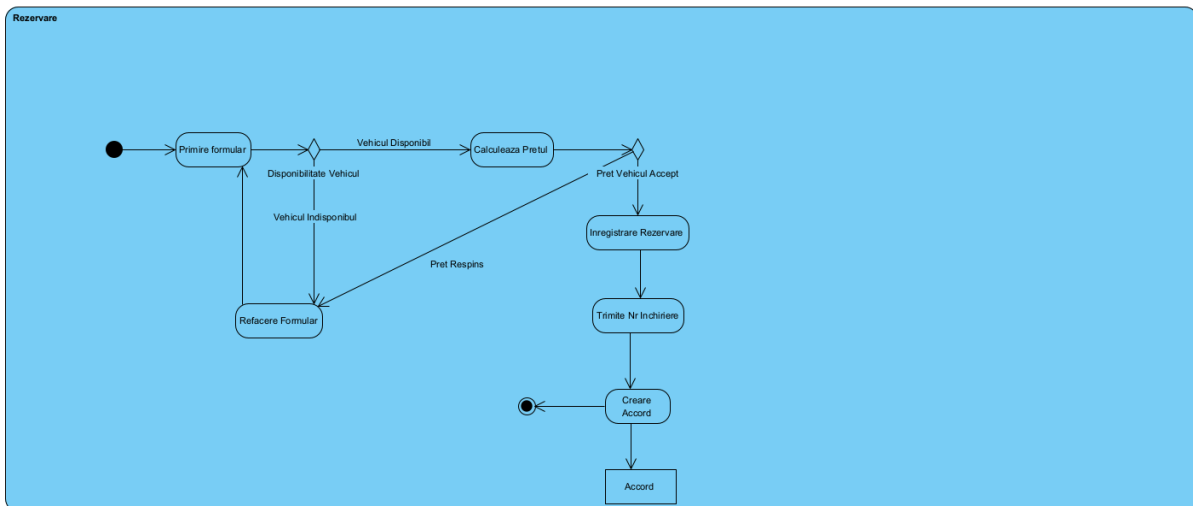 Rezervare
Vehicul Disponibil
Primire formular
Calculeaza Pretul
Disponibilitate Vehicul
Pret Vehicul Accept
Vehicul Indisponibul
Inregistrare Rezervare
Pret Respins
Refacere Formular
Trimite Nr Inchiriere
Creare
Accord
Accord